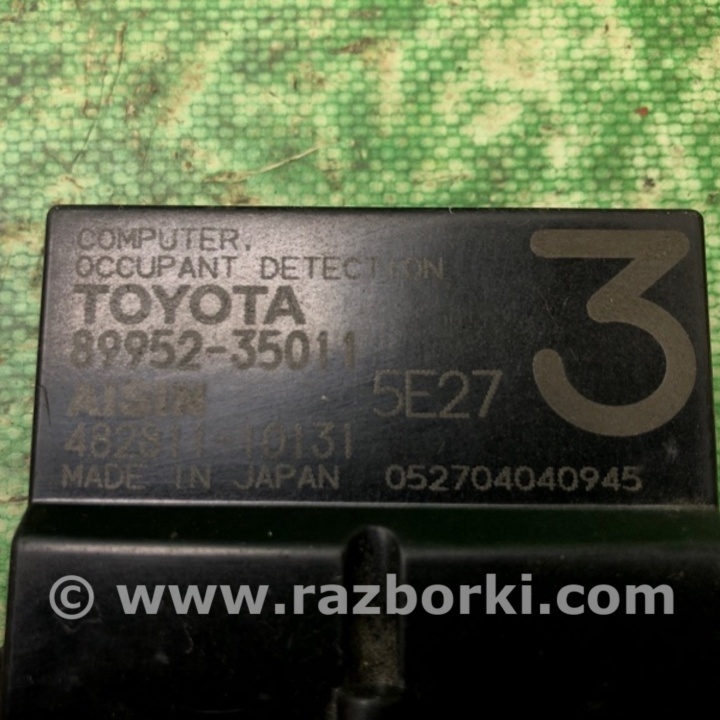 COMPUTER,
OCCUPANT DETECTION
TOYOTA
89952-35011
3
AISIN
5E27
482811-10131
MADE IN JAPAN 052704040945
© www.razborki.com